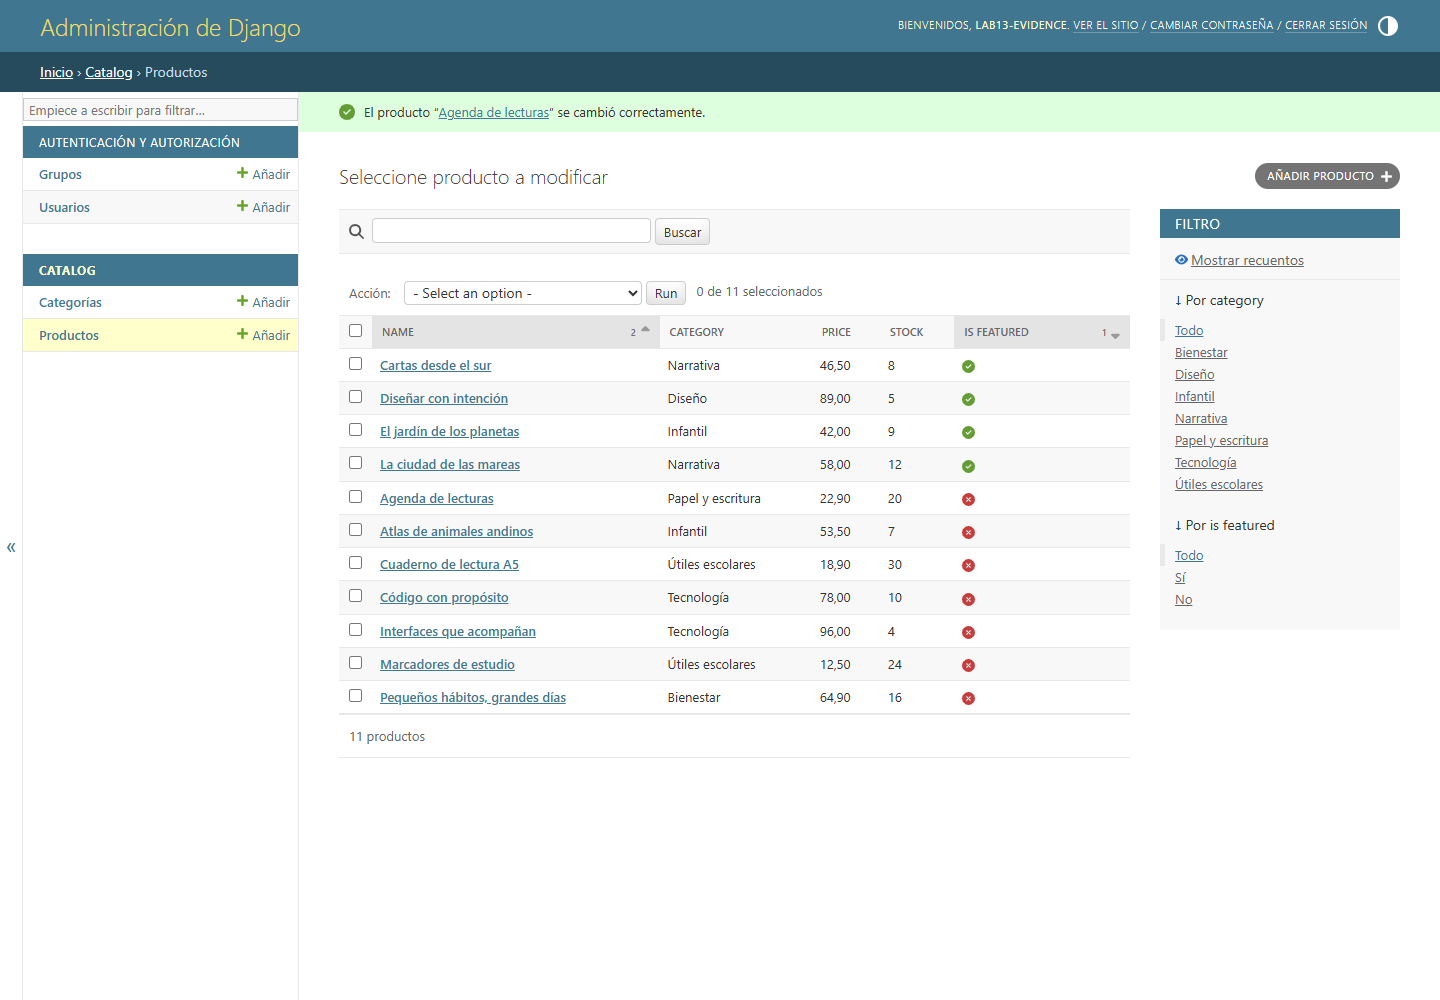 Administración de Django
BIENVENIDOS, LAB13-EVIDENCE. VER EL SITIO / CAMBIAR CONTRASEÑA / CERRAR SESIÓN
Inicio › Catalog › Productos
Empiece a escribir para filtrar...
AUTENTICACIÓN Y AUTORIZACIÓN
Grupos Añadir
Usuarios Añadir
CATALOG
Categorías Añadir
Productos Añadir
«
El producto “Agenda de lecturas” se cambió correctamente.
Seleccione producto a modificar
AÑADIR PRODUCTO
Buscar
Acción: - Select an option - Run 0 de 11 seleccionados
NAME 2 CATEGORY PRICE STOCK IS FEATURED 1
Cartas desde el sur Narrativa 46,50 8
Diseñar con intención Diseño 89,00 5
El jardín de los planetas Infantil 42,00 9
La ciudad de las mareas Narrativa 58,00 12
Agenda de lecturas Papel y escritura 22,90 20
Atlas de animales andinos Infantil 53,50 7
Cuaderno de lectura A5 Útiles escolares 18,90 30
Código con propósito Tecnología 78,00 10
Interfaces que acompañan Tecnología 96,00 4
Marcadores de estudio Útiles escolares 12,50 24
Pequeños hábitos, grandes días Bienestar 64,90 16
11 productos
FILTRO
Mostrar recuentos
↓ Por category
Todo
Bienestar
Diseño
Infantil
Narrativa
Papel y escritura
Tecnología
Útiles escolares
↓ Por is featured
Todo
Sí
No